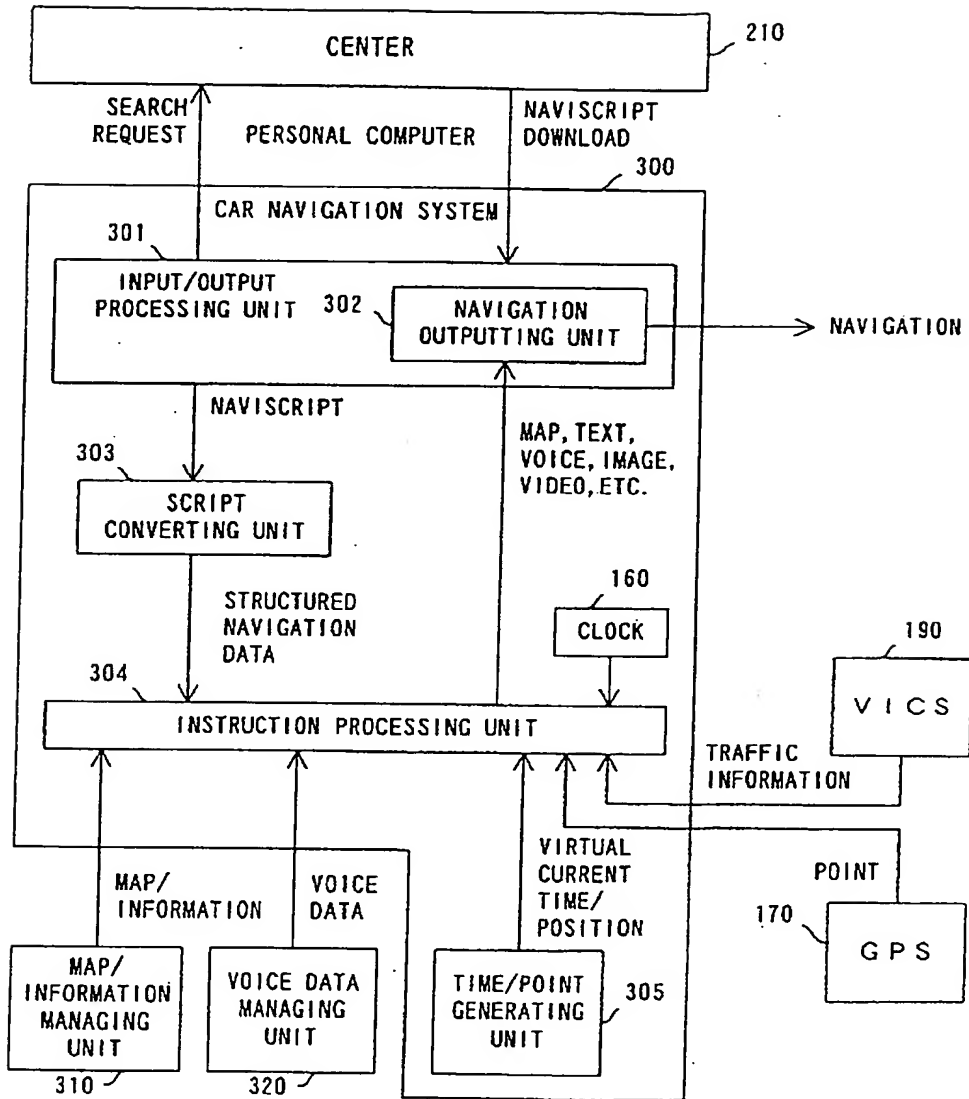 CENTER
210
SEARCH
REQUEST
PERSONAL COMPUTER
NAVISCRIPT
DOWNLOAD
300
CAR NAVIGATION SYSTEM
301
INPUT/OUTPUT
PROCESSING UNIT
302
NAVIGATION
OUTPUTTING UNIT
NAVIGATION
NAVISCRIPT
MAP, TEXT,
VOICE, IMAGE,
VIDEO, ETC.
303
SCRIPT
CONVERTING UNIT
STRUCTURED
NAVIGATION
DATA
160
CLOCK
190
VICS
304
INSTRUCTION PROCESSING UNIT
TRAFFIC
INFORMATION
MAP/
INFORMATION
VOICE
DATA
VIRTUAL
CURRENT
TIME/
POSITION
POINT
170
GPS
MAP/
INFORMATION
MANAGING
UNIT
310
VOICE DATA
MANAGING
UNIT
320
TIME/POINT
GENERATING
UNIT
305